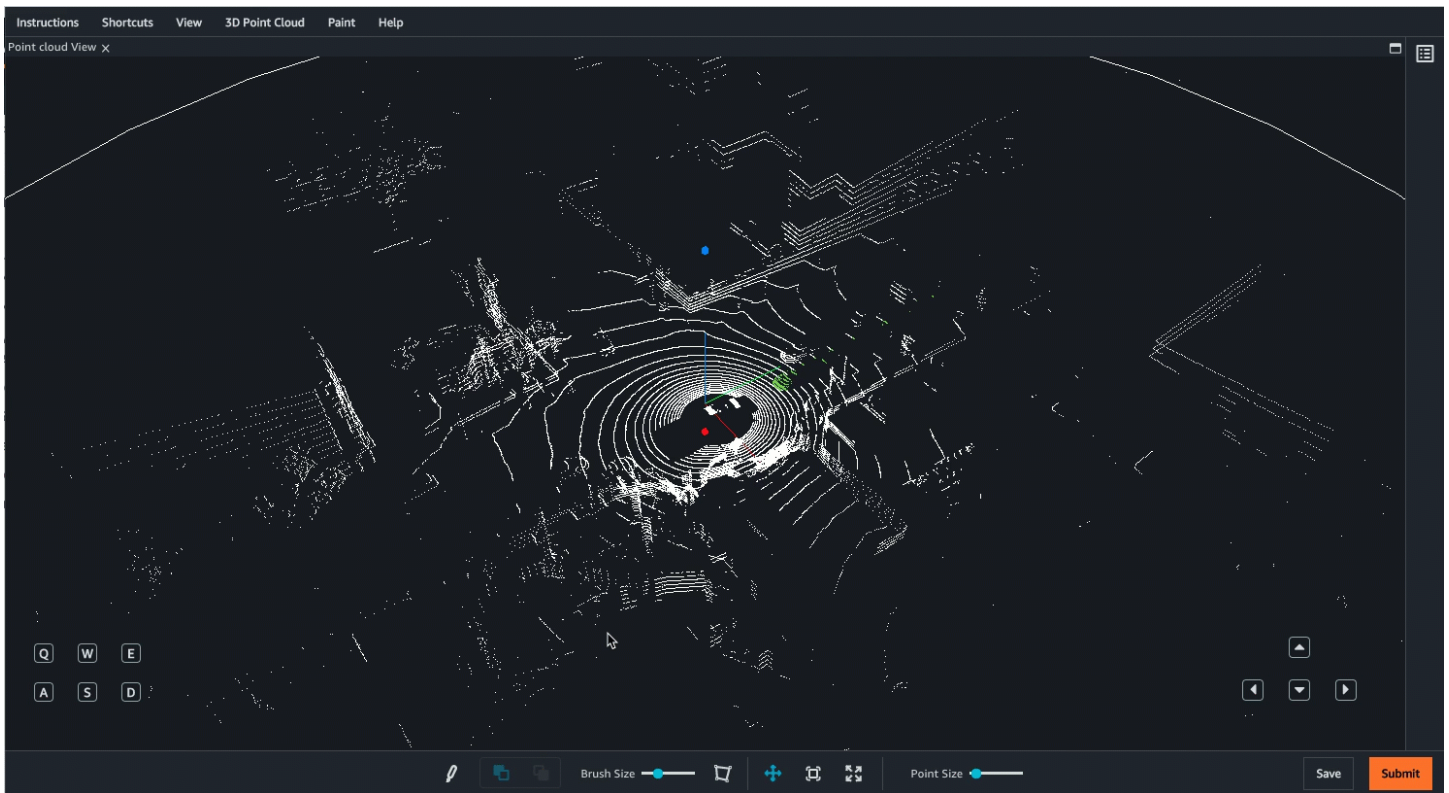 Instructions Shortcuts View 3D Point Cloud Paint Help
Point cloud View
Q W E
A S D
Brush Size Point Size Save Submit